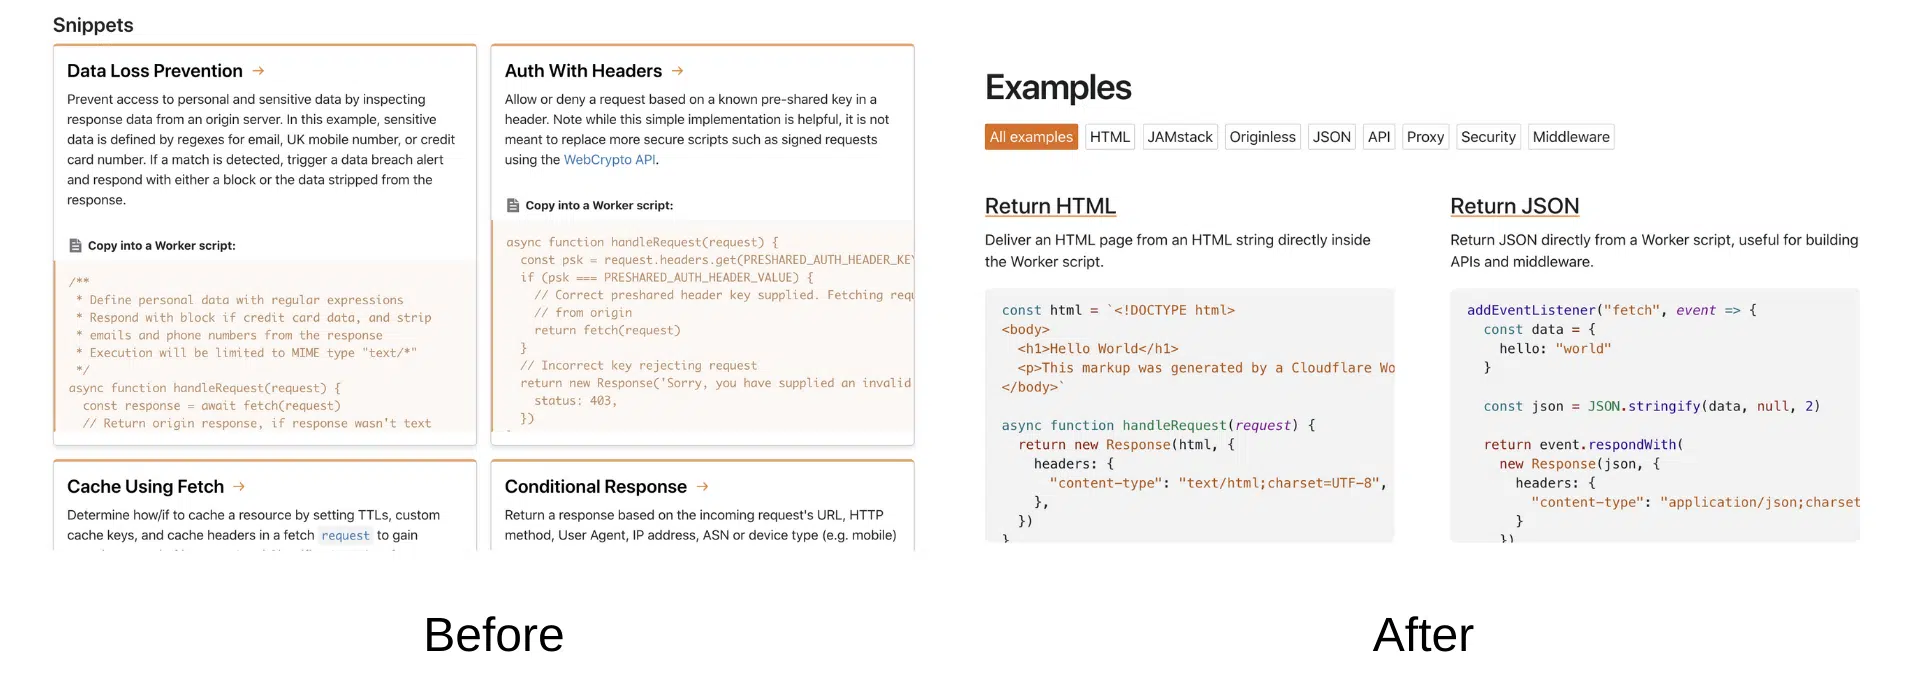 Snippets
Data Loss Prevention →
Prevent access to personal and sensitive data by inspecting
response data from an origin server. In this example, sensitive
data is defined by regexes for email, UK mobile number, or credit
card number. If a match is detected, trigger a data breach alert
and respond with either a block or the data stripped from the
response.
Copy into a Worker script:
/**
 * Define personal data with regular expressions
 * Respond with block if credit card data, and strip
 * emails and phone numbers from the response
 * Execution will be limited to MIME type "text/*"
 */
async function handleRequest(request) {
  const response = await fetch(request)
  // Return origin response, if response wasn't text
Auth With Headers →
Allow or deny a request based on a known pre-shared key in a
header. Note while this simple implementation is helpful, it is not
meant to replace more secure scripts such as signed requests
using the WebCrypto API.
Copy into a Worker script:
async function handleRequest(request) {
  const psk = request.headers.get(PRESHARED_AUTH_HEADER_KEY
  if (psk === PRESHARED_AUTH_HEADER_VALUE) {
    // Correct preshared header key supplied. Fetching req
    // from origin
    return fetch(request)
  }
  // Incorrect key rejecting request
  return new Response('Sorry, you have supplied an invalid
    status: 403,
  })
Cache Using Fetch →
Determine how/if to cache a resource by setting TTLs, custom
cache keys, and cache headers in a fetch request to gain
Conditional Response →
Return a response based on the incoming request's URL, HTTP
method, User Agent, IP address, ASN or device type (e.g. mobile)
Before
Examples
All examples HTML JAMstack Originless JSON API Proxy Security Middleware
Return HTML
Deliver an HTML page from an HTML string directly inside
the Worker script.
const html = `<!DOCTYPE html>
<body>
  <h1>Hello World</h1>
  <p>This markup was generated by a Cloudflare Wo
</body>`
async function handleRequest(request) {
  return new Response(html, {
    headers: {
      "content-type": "text/html;charset=UTF-8",
    },
  })
}
Return JSON
Return JSON directly from a Worker script, useful for building
APIs and middleware.
addEventListener("fetch", event => {
  const data = {
    hello: "world"
  }
  const json = JSON.stringify(data, null, 2)
  return event.respondWith(
    new Response(json, {
      headers: {
        "content-type": "application/json;charset
      }
    })
After